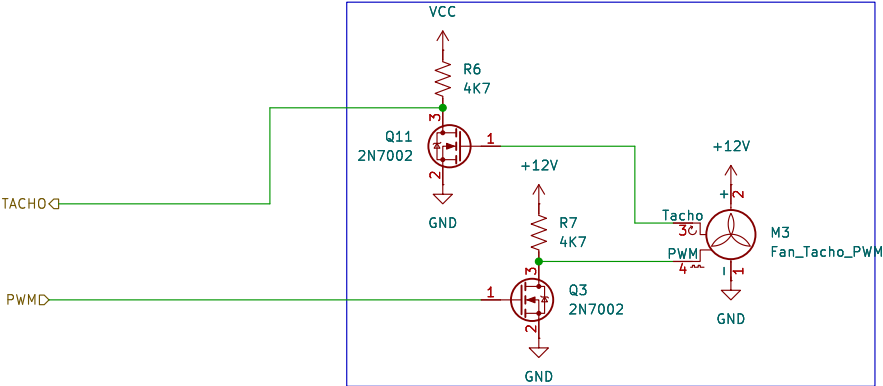 VCC
R6
4K7
3
Q11
2N7002
1
2
GND
+12V
R7
4K7
+12V
+
2
TACHO
Tacho
3
M3
Fan_Tacho_PWM
PWM
4
-
1
GND
PWM
1
3
Q3
2N7002
2
GND